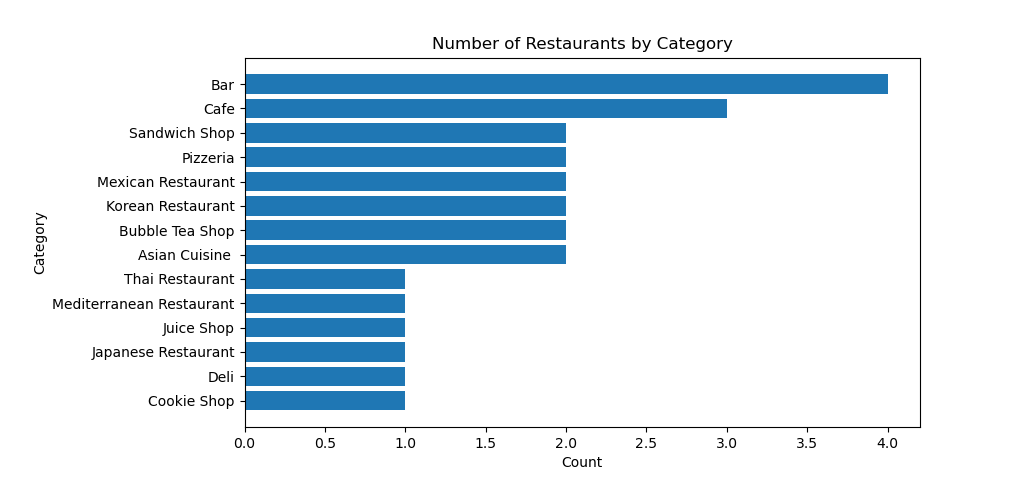 Number of Restaurants by Category
Bar
Cafe
Sandwich Shop
Pizzeria
Mexican Restaurant
Korean Restaurant
Bubble Tea Shop
Asian Cuisine
Thai Restaurant
Mediterranean Restaurant
Juice Shop
Japanese Restaurant
Deli
Cookie Shop
Category
0.0 0.5 1.0 1.5 2.0 2.5 3.0 3.5 4.0
Count